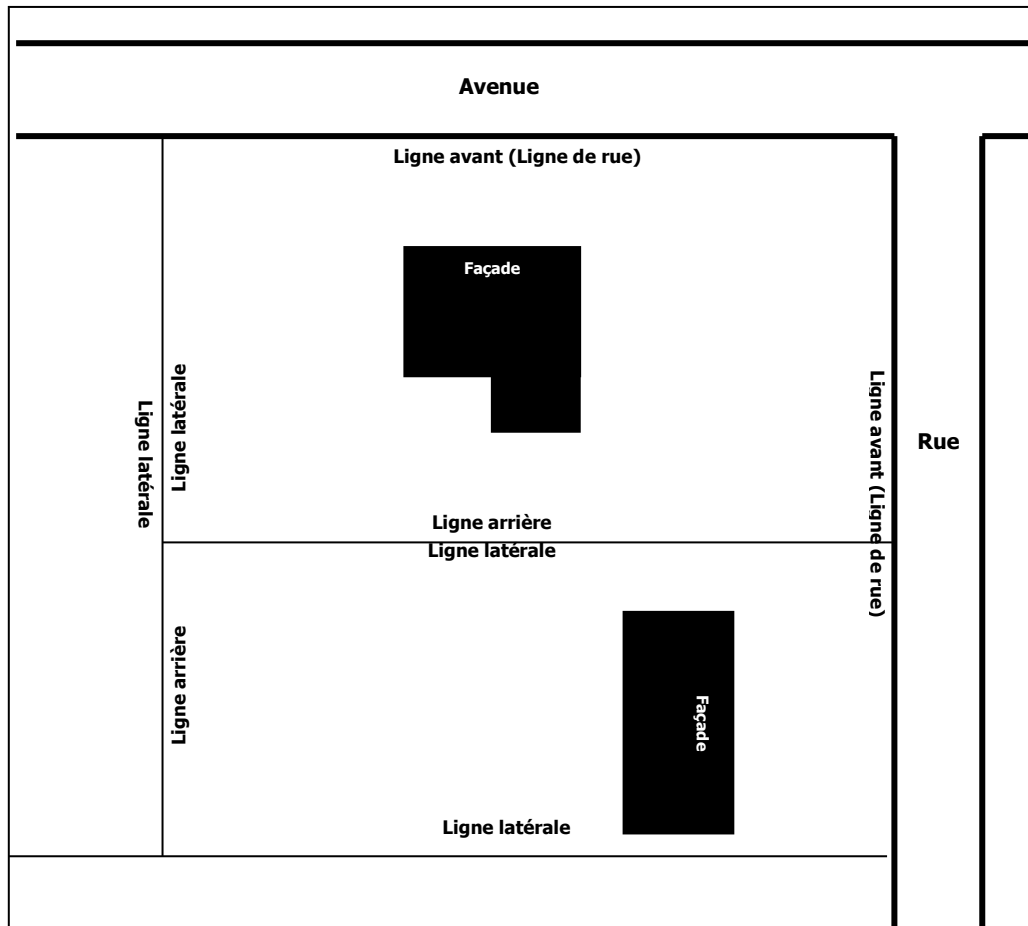 Avenue
Ligne avant (Ligne de rue)
Façade
Ligne latérale
Ligne latérale
Ligne avant (Ligne de rue)
Rue
Ligne arrière
Ligne latérale
Ligne arrière
Façade
Ligne latérale